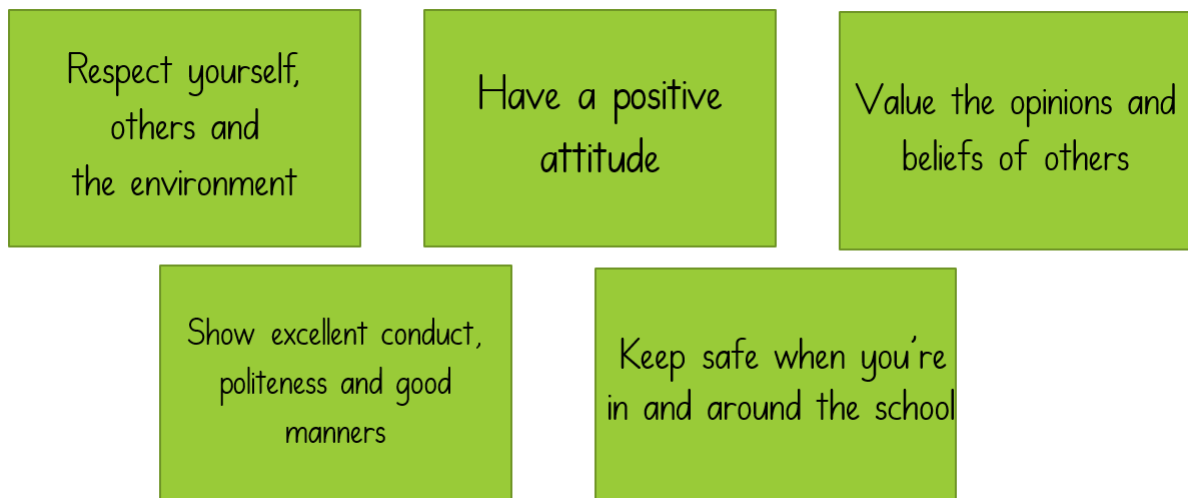 Respect yourself,
others and
the environment
Have a positive
attitude
Value the opinions and
beliefs of others
Show excellent conduct,
politeness and good
manners
Keep safe when you're
in and around the school